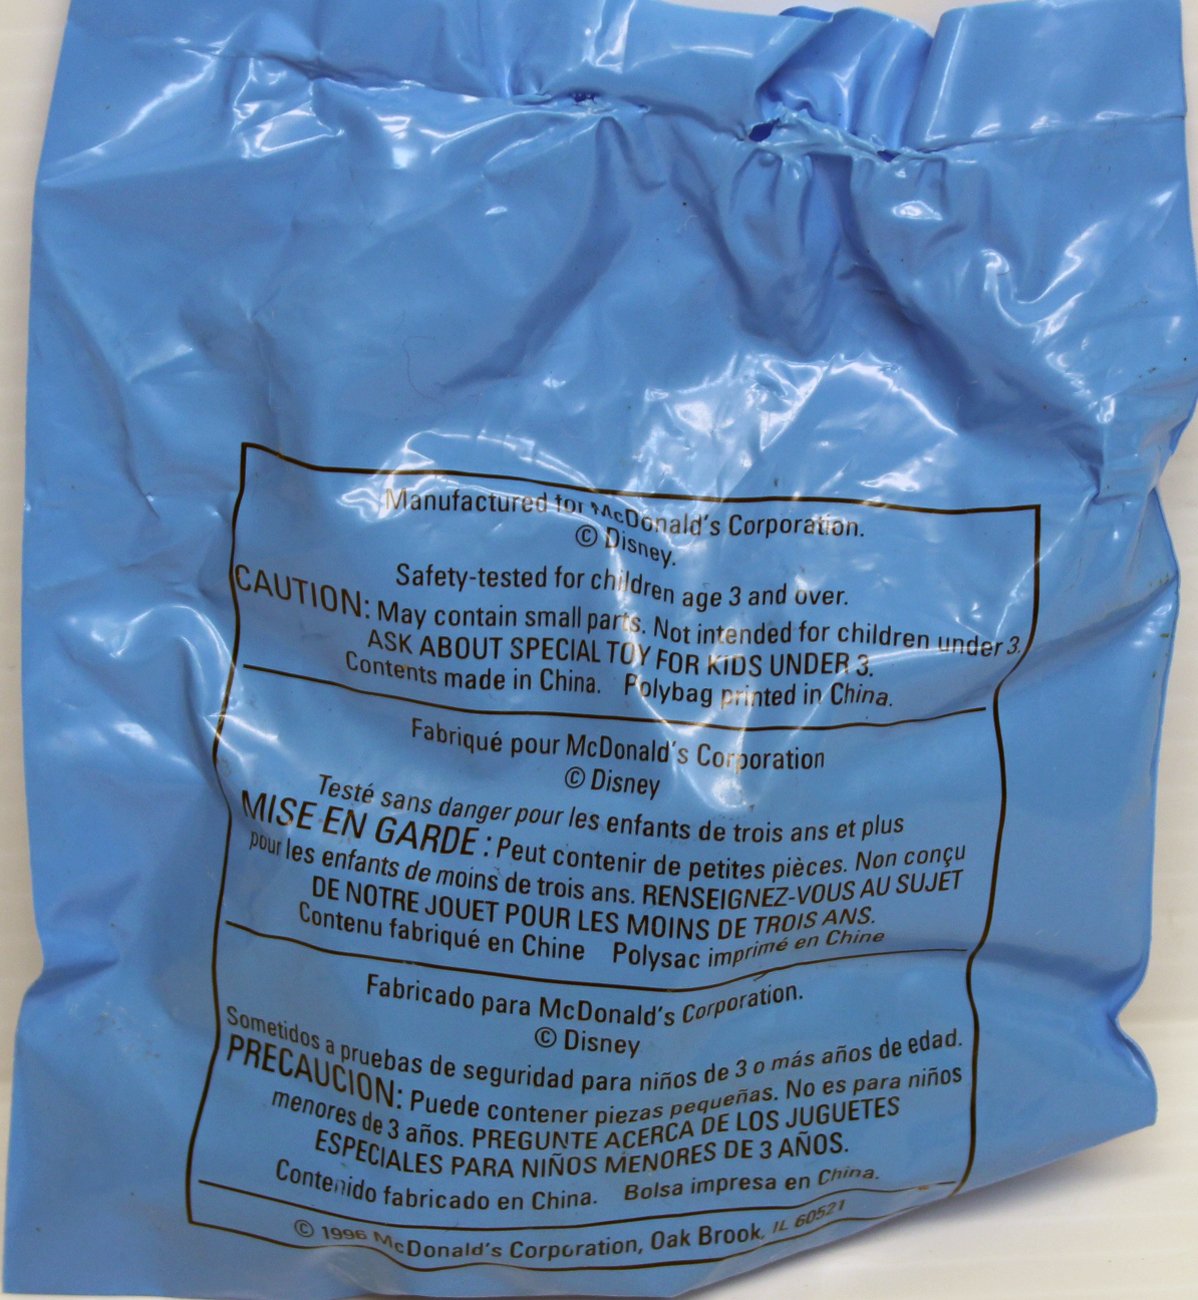 Manufactured for McDonald's Corporation.
© Disney.
Safety-tested for children age 3 and over.
CAUTION: May contain small parts. Not intended for children under 3.
ASK ABOUT SPECIAL TOY FOR KIDS UNDER 3.
Contents made in China. Polybag printed in China.
Fabriqué pour McDonald's Corporation
© Disney
Testé sans danger pour les enfants de trois ans et plus
MISE EN GARDE : Peut contenir de petites pièces. Non conçu
pour les enfants de moins de trois ans. RENSEIGNEZ-VOUS AU SUJET
DE NOTRE JOUET POUR LES MOINS DE TROIS ANS.
Contenu fabriqué en Chine Polysac imprimé en Chine
Fabricado para McDonald's Corporation.
© Disney
Sometidos a pruebas de seguridad para niños de 3 o más años de edad.
PRECAUCION: Puede contener piezas pequeñas. No es para niños
menores de 3 años. PREGUNTE ACERCA DE LOS JUGUETES
ESPECIALES PARA NIÑOS MENORES DE 3 AÑOS.
Contenido fabricado en China. Bolsa impresa en China.
© 1996 McDonald's Corporation, Oak Brook, IL 60521